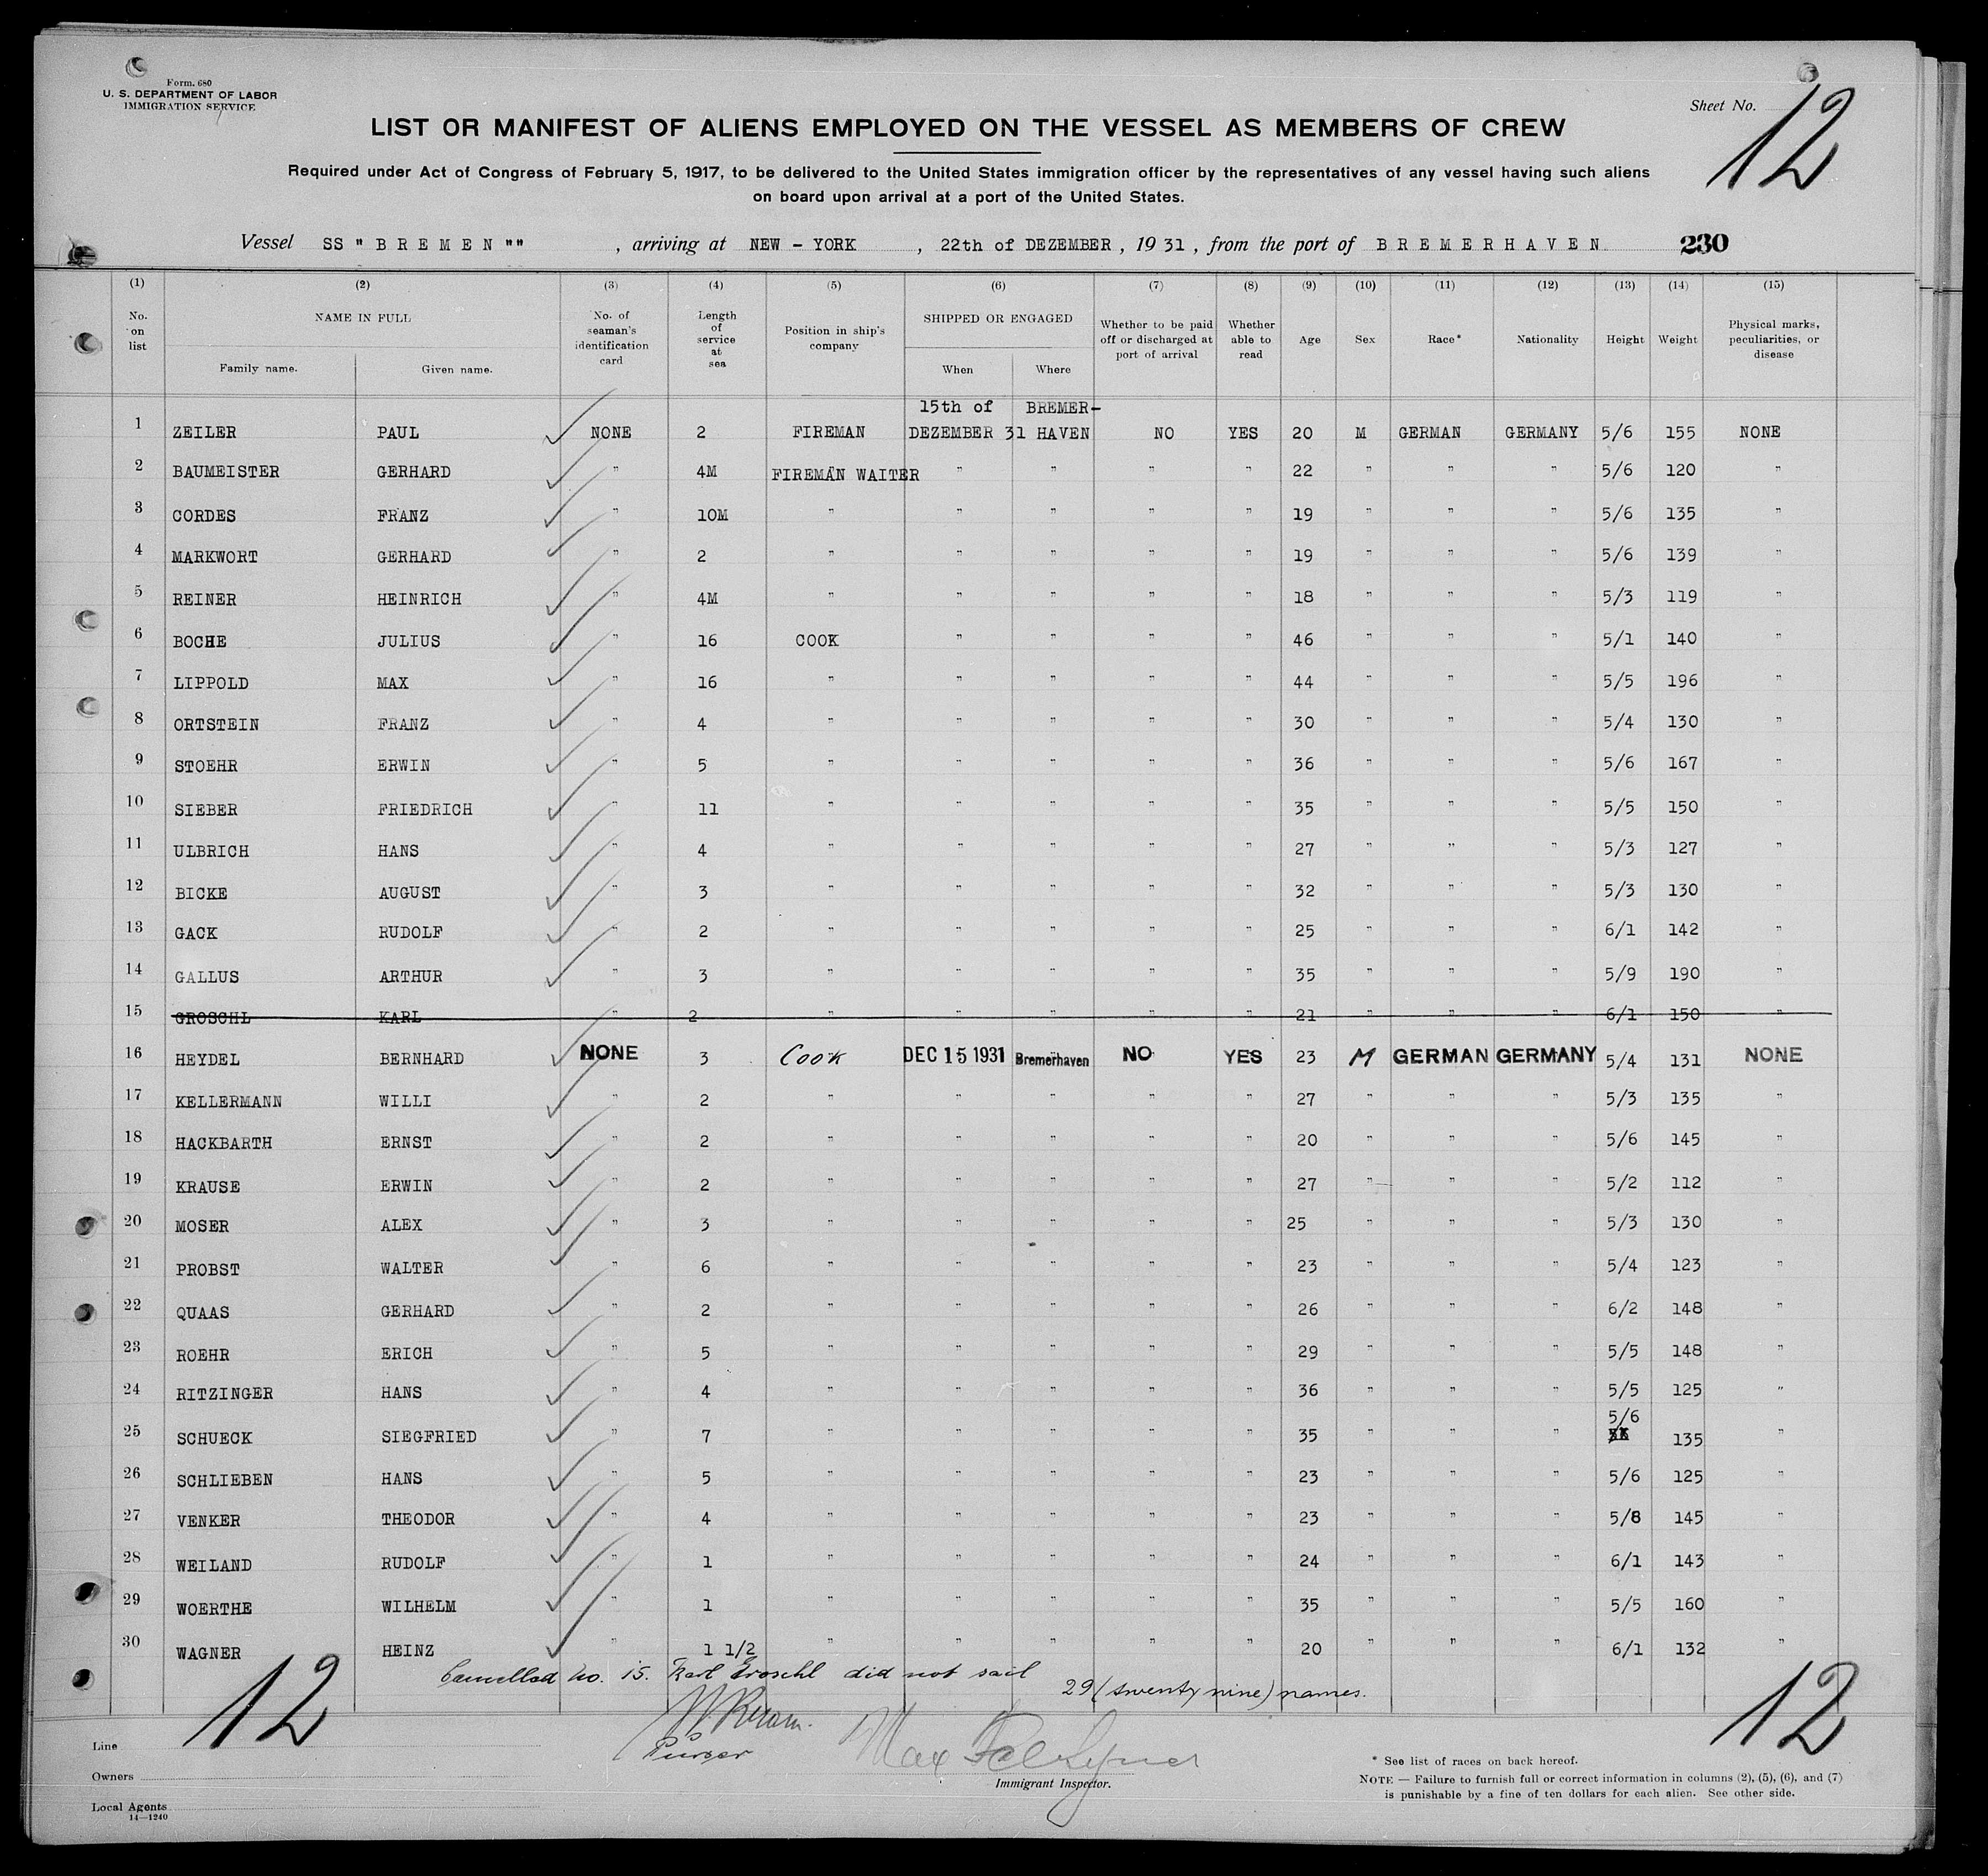 Form. 680
U. S. DEPARTMENT OF LABOR
IMMIGRATION SERVICE
Sheet No. 12
LIST OR MANIFEST OF ALIENS EMPLOYED ON THE VESSEL AS MEMBERS OF CREW
Required under Act of Congress of February 5, 1917, to be delivered to the United States immigration officer by the representatives of any vessel having such aliens
on board upon arrival at a port of the United States.
Vessel SS "BREMEN"" , arriving at NEW - YORK , 22th of DEZEMBER , 1931 , from the port of BREMERHAVEN 230
(1) (2) (3) (4) (5) (6) (7) (8) (9) (10) (11) (12) (13) (14) (15)
No. on list NAME IN FULL Family name. Given name. No. of seaman's identification card Length of service at sea Position in ship's company SHIPPED OR ENGAGED When Where Whether to be paid off or discharged at port of arrival Whether able to read Age Sex Race* Nationality Height Weight Physical marks, peculiarities, or disease
15th of BREMER-
1 ZEILER PAUL NONE 2 FIREMAN DEZEMBER 31 HAVEN NO YES 20 M GERMAN GERMANY 5/6 155 NONE
2 BAUMEISTER GERHARD " 4M FIREMAN WAITER " " " " 22 " " " 5/6 120 "
3 CORDES FRANZ " 10M " " " " " 19 " " " 5/6 135 "
4 MARKWORT GERHARD " 2 " " " " " 19 " " " 5/6 139 "
5 REINER HEINRICH " 4M " " " " " 18 " " " 5/3 119 "
6 BOCHE JULIUS " 16 COOK " " " " 46 " " " 5/1 140 "
7 LIPPOLD MAX " 16 " " " " " 44 " " " 5/5 196 "
8 ORTSTEIN FRANZ " 4 " " " " " 30 " " " 5/4 130 "
9 STOEHR ERWIN " 5 " " " " " 36 " " " 5/6 167 "
10 SIEBER FRIEDRICH " 11 " " " " " 35 " " " 5/5 150 "
11 ULBRICH HANS " 4 " " " " " 27 " " " 5/3 127 "
12 BICKE AUGUST " 3 " " " " " 32 " " " 5/3 130 "
13 GACK RUDOLF " 2 " " " " " 25 " " " 6/1 142 "
14 GALLUS ARTHUR " 3 " " " " " 35 " " " 5/9 190 "
15 GROSCHL KARL " 2 " " " " " 21 " " " 6/1 150 "
16 HEYDEL BERNHARD NONE 3 Cook DEC 15 1931 Bremerhaven NO YES 23 M GERMAN GERMANY 5/4 131 NONE
17 KELLERMANN WILLI " 2 " " " " " 27 " " " 5/3 135 "
18 HACKBARTH ERNST " 2 " " " " " 20 " " " 5/6 145 "
19 KRAUSE ERWIN " 2 " " " " " 27 " " " 5/2 112 "
20 MOSER ALEX " 3 " " " " " 25 " " " 5/3 130 "
21 PROBST WALTER " 6 " " " " " 23 " " " 5/4 123 "
22 QUAAS GERHARD " 2 " " " " " 26 " " " 6/2 148 "
23 ROEHR ERICH " 5 " " " " " 29 " " " 5/5 148 "
24 RITZINGER HANS " 4 " " " " " 36 " " " 5/5 125 "
25 SCHUECK SIEGFRIED " 7 " " " " " 35 " " " 5/6 135 "
26 SCHLIEBEN HANS " 5 " " " " " 23 " " " 5/6 125 "
27 VENKER THEODOR " 4 " " " " " 23 " " " 5/8 145 "
28 WEILAND RUDOLF " 1 " " " " " 24 " " " 6/1 143 "
29 WOERTHE WILHELM " 1 " " " " " 35 " " " 5/5 160 "
30 WAGNER HEINZ " 1 1/2 " " " " " 20 " " " 6/1 132 "
Cancelled no. 15. Karl Groschl did not sail
29 (twenty nine) names.
12 12
Purser Max
Line
Owners
Local Agents
14—1240
Immigrant Inspector.
* See list of races on back hereof.
NOTE — Failure to furnish full or correct information in columns (2), (5), (6), and (7)
is punishable by a fine of ten dollars for each alien. See other side.